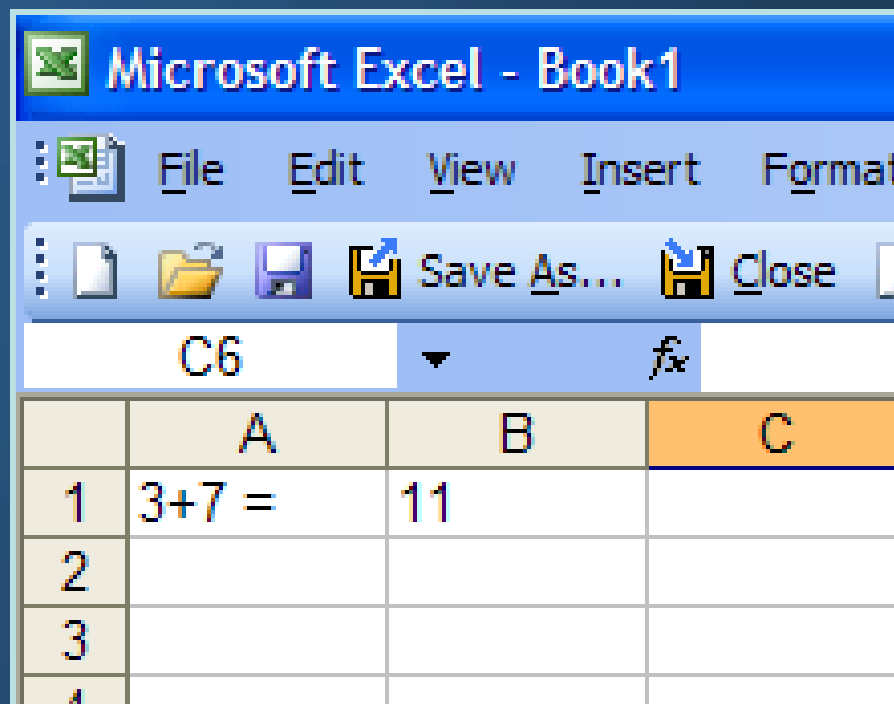 Microsoft Excel - Book1
File Edit View Insert Format
Save As... Close
C6 fx
A B C
1 3+7 = 11
2
3